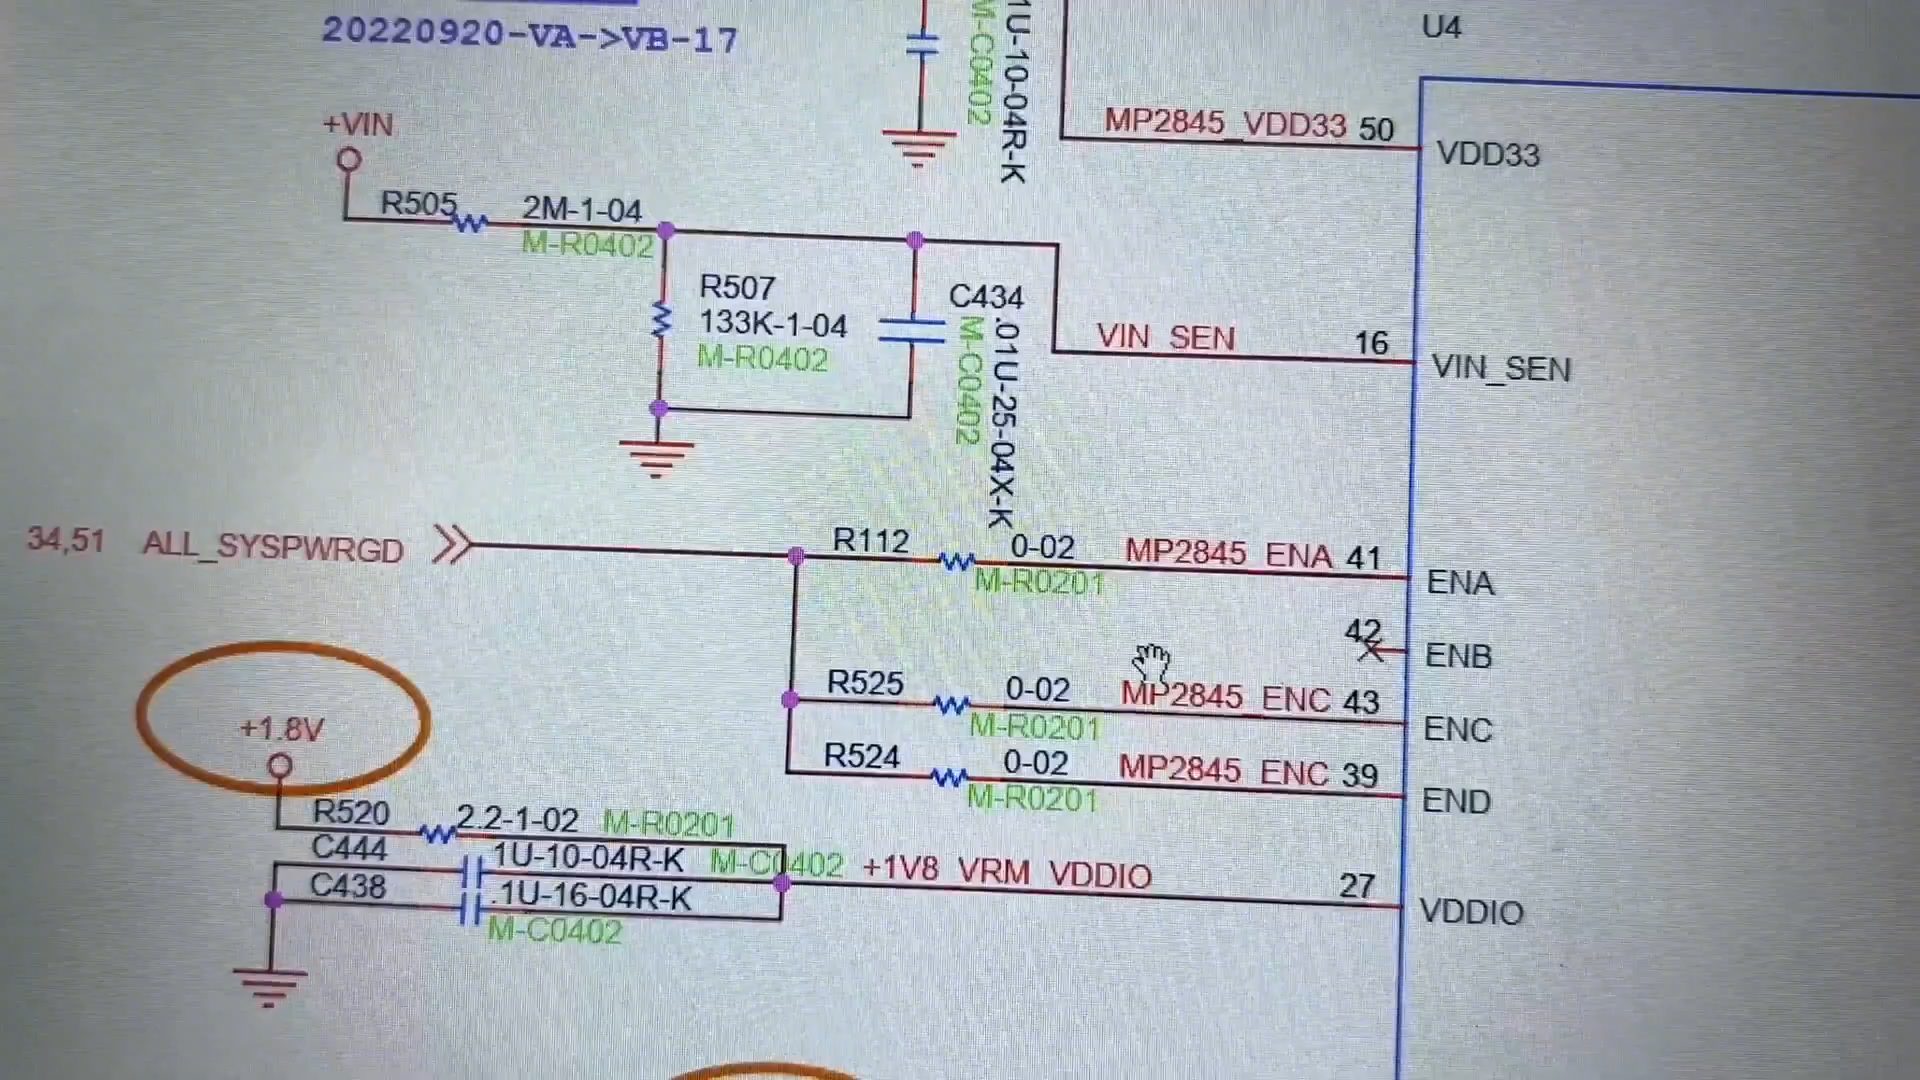 20220920-VA->VB-17
U4
1U-10-04R-K
M-C0402
MP2845_VDD33 50
VDD33
+VIN
R505 2M-1-04
M-R0402
R507
133K-1-04
M-R0402
C434
.01U-25-04X-K
M-C0402
VIN_SEN 16
VIN_SEN
34,51 ALL_SYSPWRGD
R112 0-02 MP2845_ENA 41
M-R0201
ENA
42
ENB
R525 0-02 MP2845_ENC 43
M-R0201
ENC
R524 0-02 MP2845_ENC 39
M-R0201
END
+1.8V
R520 2.2-1-02 M-R0201
C444 1U-10-04R-K M-C0402
+1V8_VRM_VDDIO 27
VDDIO
C438 .1U-16-04R-K
M-C0402